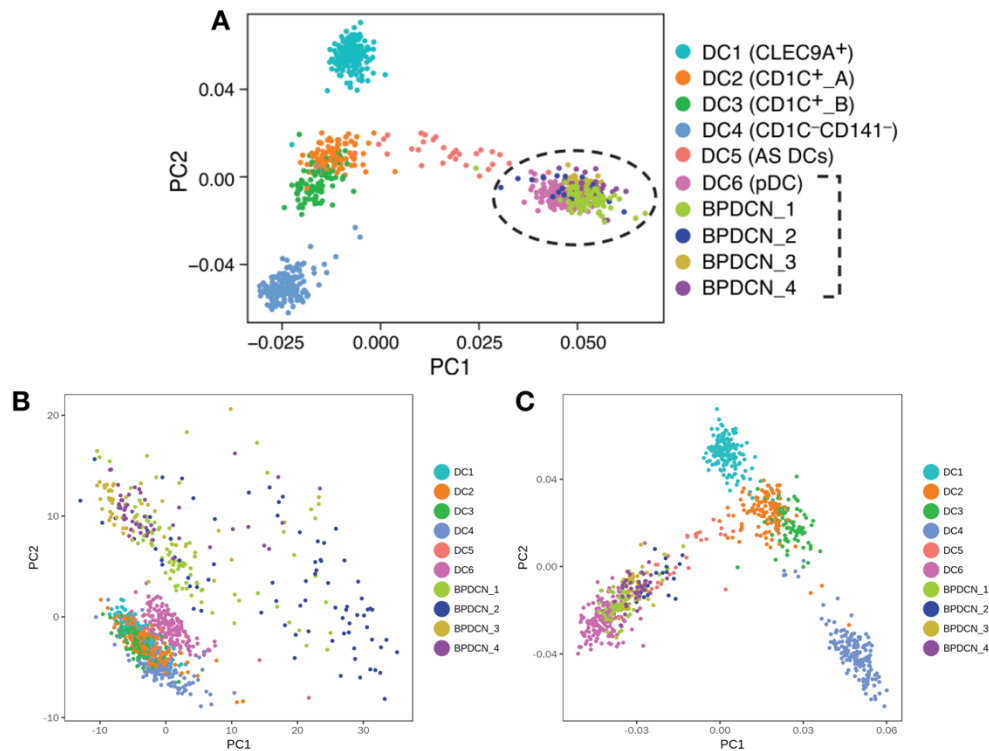 A
DC1 (CLEC9A⁺)
DC2 (CD1C⁺_A)
DC3 (CD1C⁺_B)
DC4 (CD1C⁻CD141⁻)
DC5 (AS DCs)
DC6 (pDC)
BPDCN_1
BPDCN_2
BPDCN_3
BPDCN_4
PC2
0.04
0.00
−0.04
−0.025
0.000
0.025
0.050
PC1
B
PC2
20
10
0
-10
-10
0
10
20
30
PC1
DC1
DC2
DC3
DC4
DC5
DC6
BPDCN_1
BPDCN_2
BPDCN_3
BPDCN_4
C
PC2
0.04
0.00
-0.04
-0.03
0.00
0.03
0.06
PC1
DC1
DC2
DC3
DC4
DC5
DC6
BPDCN_1
BPDCN_2
BPDCN_3
BPDCN_4